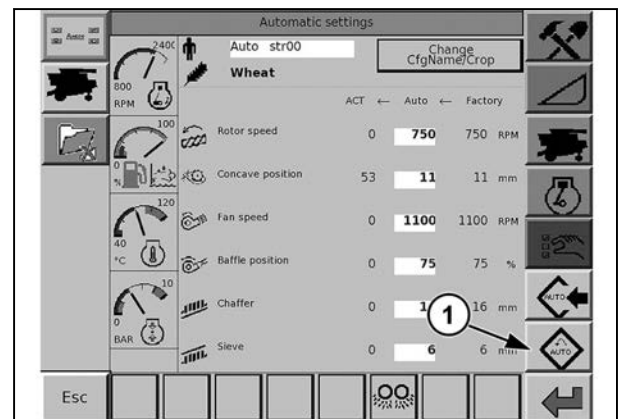 Automatic settings
Auto str00
Change
CfgName/Crop
Wheat
ACT ← Auto ← Factory
Rotor speed 0 750 750 RPM
Concave position 53 11 11 mm
Fan speed 0 1100 1100 RPM
Baffle position 0 75 75 %
Chaffer 0 16 mm
Sieve 0 6 6 mm
2400
800
RPM
100
0
%
120
40
°C
10
0
BAR
AUTO
AUTO
1
Esc